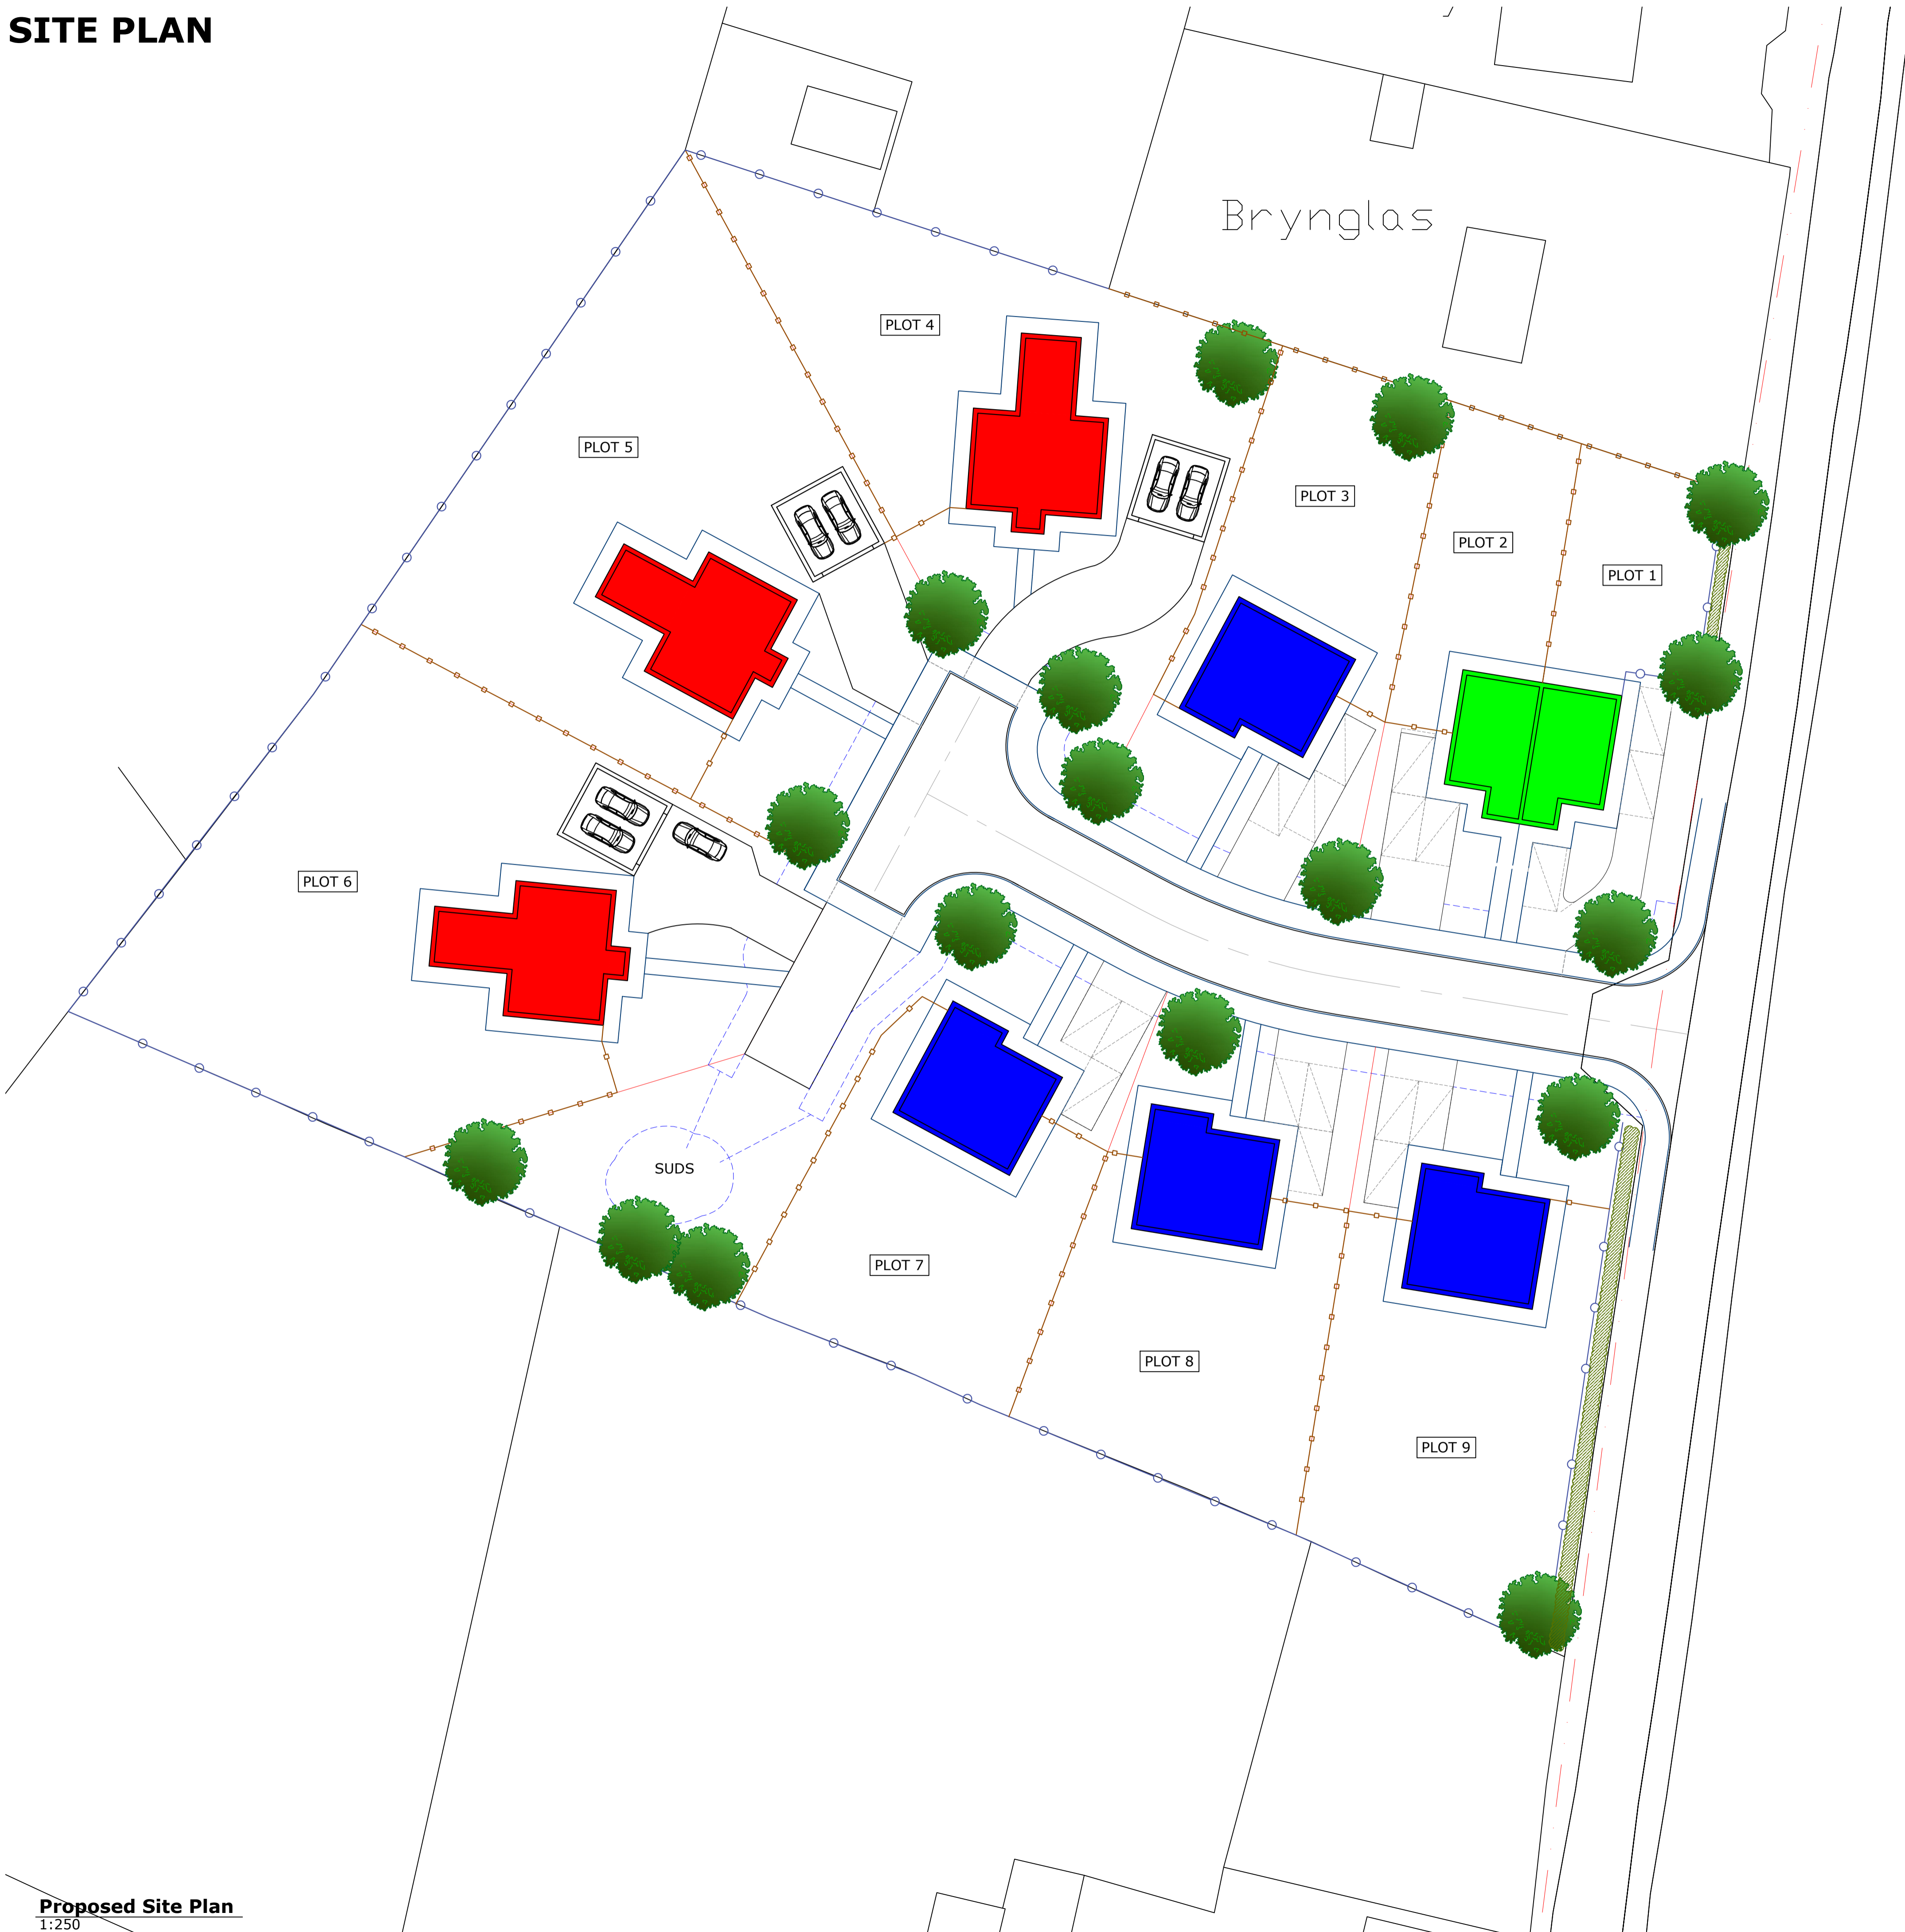 SITE PLAN
Brynglas
PLOT 4
PLOT 5
PLOT 3
PLOT 2
PLOT 1
PLOT 6
SUDS
PLOT 7
PLOT 8
PLOT 9
Proposed Site Plan
1:250